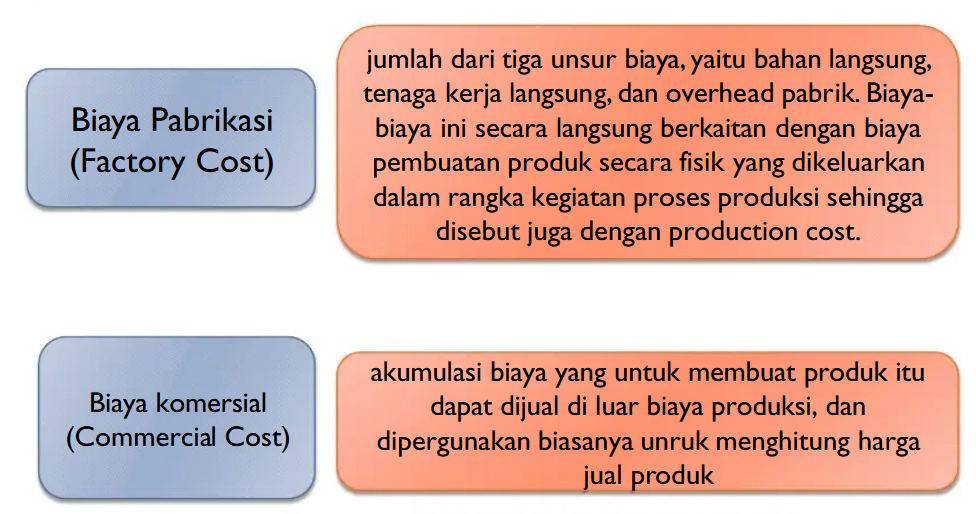 Biaya Pabrikasi
(Factory Cost)
jumlah dari tiga unsur biaya, yaitu bahan langsung,
tenaga kerja langsung, dan overhead pabrik. Biaya-
biaya ini secara langsung berkaitan dengan biaya
pembuatan produk secara fisik yang dikeluarkan
dalam rangka kegiatan proses produksi sehingga
disebut juga dengan production cost.
Biaya komersial
(Commercial Cost)
akumulasi biaya yang untuk membuat produk itu
dapat dijual di luar biaya produksi, dan
dipergunakan biasanya unruk menghitung harga
jual produk